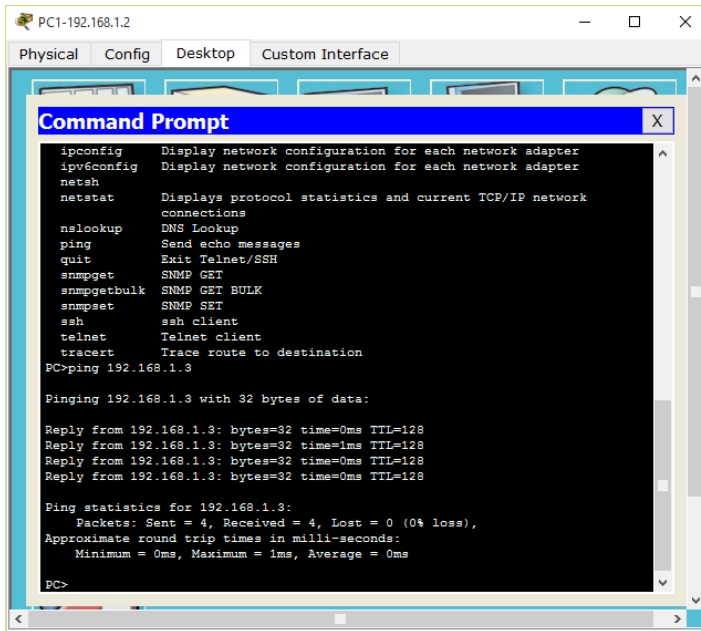 PC1-192.168.1.2
Physical Config Desktop Custom Interface
Command Prompt X
ipconfig Display network configuration for each network adapter
ipv6config Display network configuration for each network adapter
netsh
netstat Displays protocol statistics and current TCP/IP network
connections
nslookup DNS Lookup
ping Send echo messages
quit Exit Telnet/SSH
snmpget SNMP GET
snmpgetbulk SNMP GET BULK
snmpset SNMP SET
ssh ssh client
telnet Telnet client
tracert Trace route to destination
PC>ping 192.168.1.3
Pinging 192.168.1.3 with 32 bytes of data:
Reply from 192.168.1.3: bytes=32 time=0ms TTL=128
Reply from 192.168.1.3: bytes=32 time=1ms TTL=128
Reply from 192.168.1.3: bytes=32 time=0ms TTL=128
Reply from 192.168.1.3: bytes=32 time=0ms TTL=128
Ping statistics for 192.168.1.3:
Packets: Sent = 4, Received = 4, Lost = 0 (0% loss),
Approximate round trip times in milli-seconds:
Minimum = 0ms, Maximum = 1ms, Average = 0ms
PC>